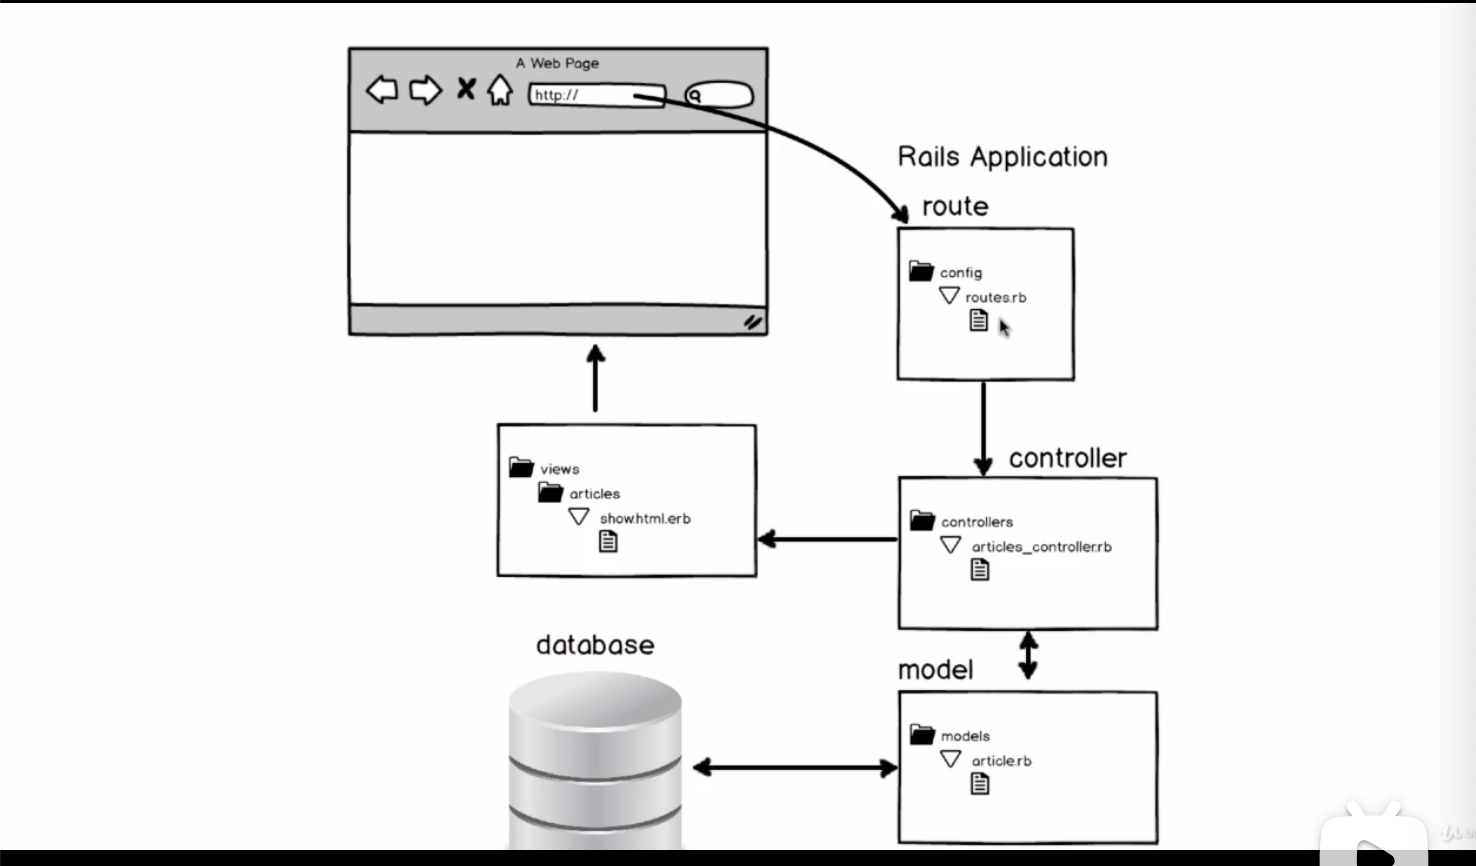 A Web Page
http://
Rails Application
route
config
routes.rb
controller
controllers
articles_controller.rb
views
articles
show.html.erb
database
model
models
article.rb